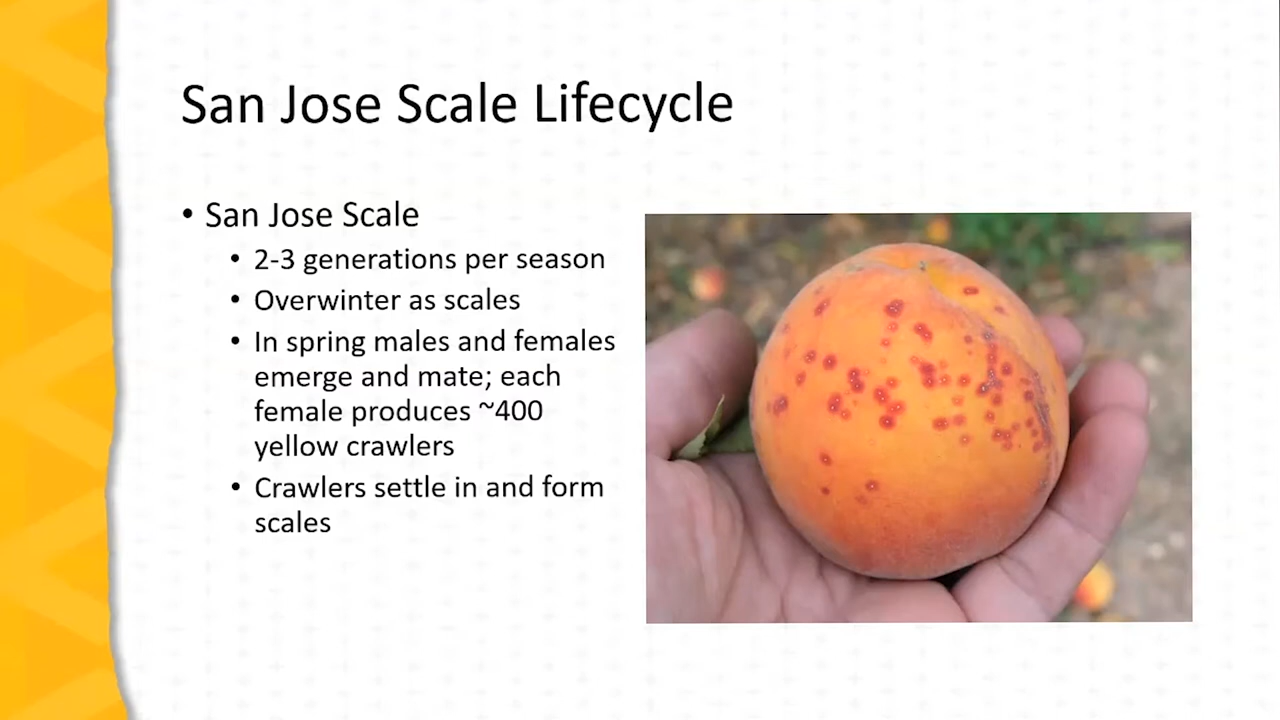 San Jose Scale Lifecycle
• San Jose Scale
• 2-3 generations per season
• Overwinter as scales
• In spring males and females
emerge and mate; each
female produces ~400
yellow crawlers
• Crawlers settle in and form
scales